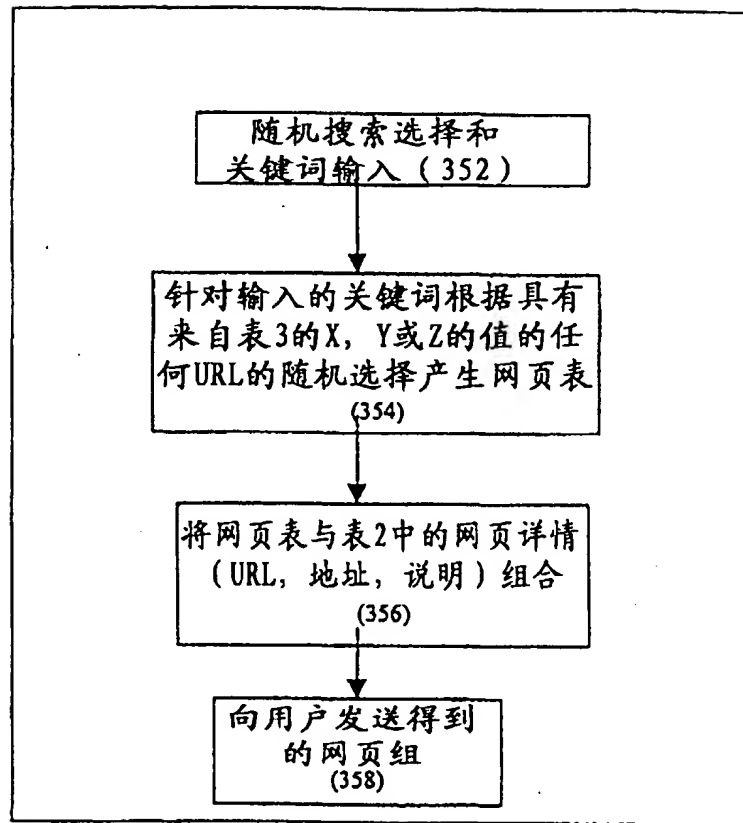 随机搜索选择和
关键词输入(352)
针对输入的关键词根据具有
来自表3的X, Y或Z的值的任
何URL的随机选择产生网页表
(354)
将网页表与表2中的网页详情
(URL, 地址, 说明)组合
(356)
向用户发送得到
的网页组
(358)